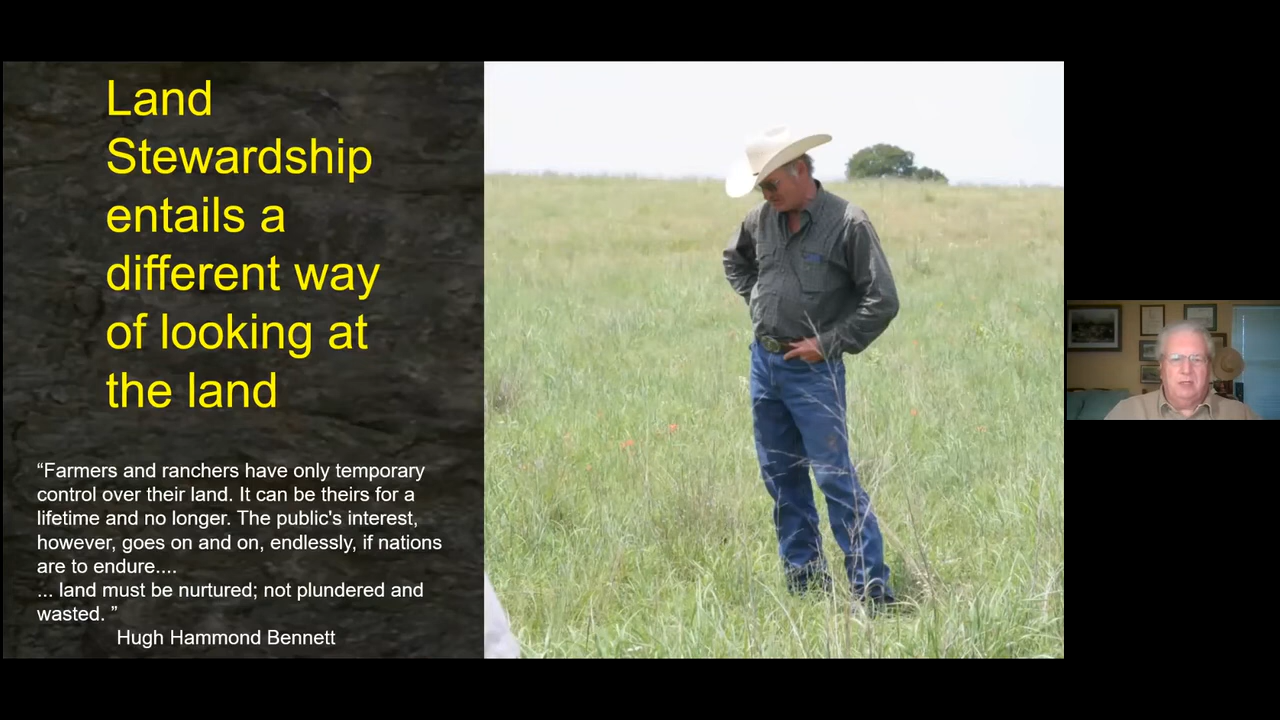 Land
Stewardship
entails a
different way
of looking at
the land
“Farmers and ranchers have only temporary
control over their land. It can be theirs for a
lifetime and no longer. The public's interest,
however, goes on and on, endlessly, if nations
are to endure....
... land must be nurtured; not plundered and
wasted. ”
Hugh Hammond Bennett